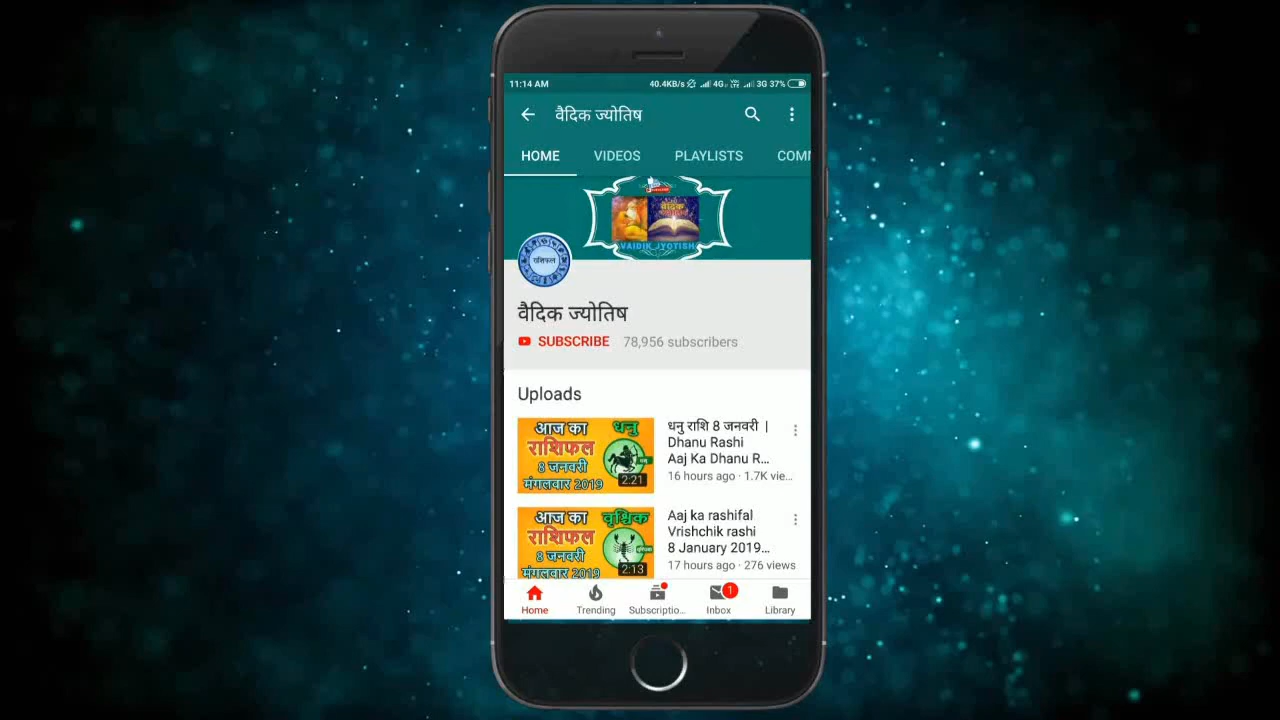 11:14 AM
40.4KB/s 4G 3G 37%
वैदिक ज्योतिष
HOME VIDEOS PLAYLISTS COMM
वैदिक
VAIDIK JYOTISH
राशिफल
वैदिक ज्योतिष
SUBSCRIBE 78,956 subscribers
Uploads
आज का धनु
राशिफल
8 जनवरी
मंगलवार 2019
2:21
धनु राशि 8 जनवरी |
Dhanu Rashi
Aaj Ka Dhanu R...
16 hours ago · 1.7K vie...
आज का वृश्चिक
राशिफल
8 जनवरी
मंगलवार 2019
2:13
Aaj ka rashifal
Vrishchik rashi
8 January 2019...
17 hours ago · 276 views
Home Trending Subscriptio... Inbox Library
1